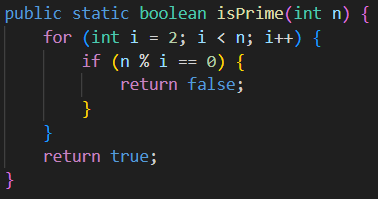 public static boolean isPrime(int n) {
    for (int i = 2; i < n; i++) {
        if (n % i == 0) {
            return false;
        }
    }
    return true;
}